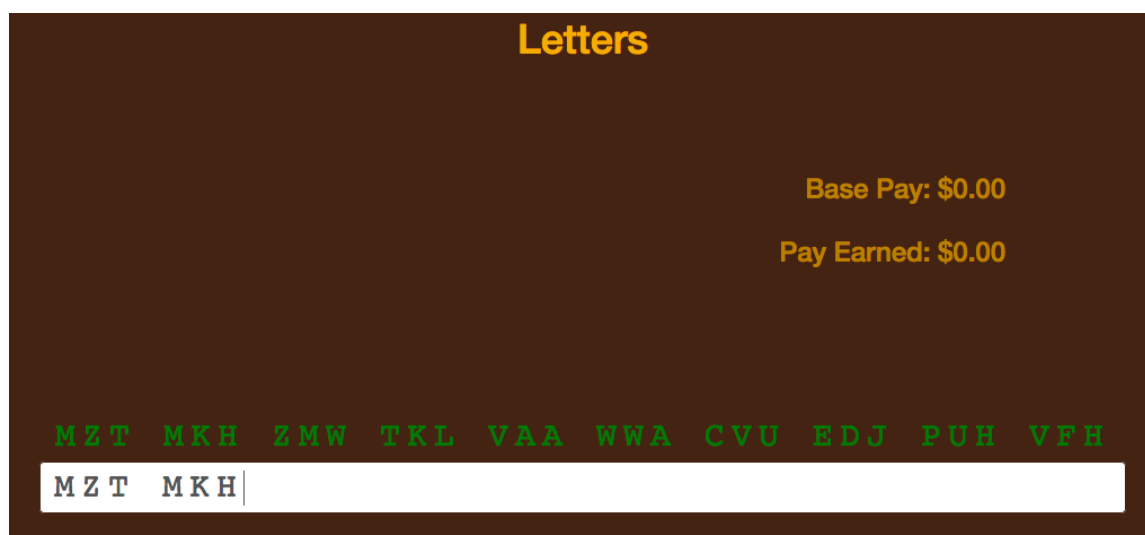 Letters
Base Pay: $0.00
Pay Earned: $0.00
MZT MKH ZMW TKL VAA WWA CVU EDJ PUH VFH
MZT MKH